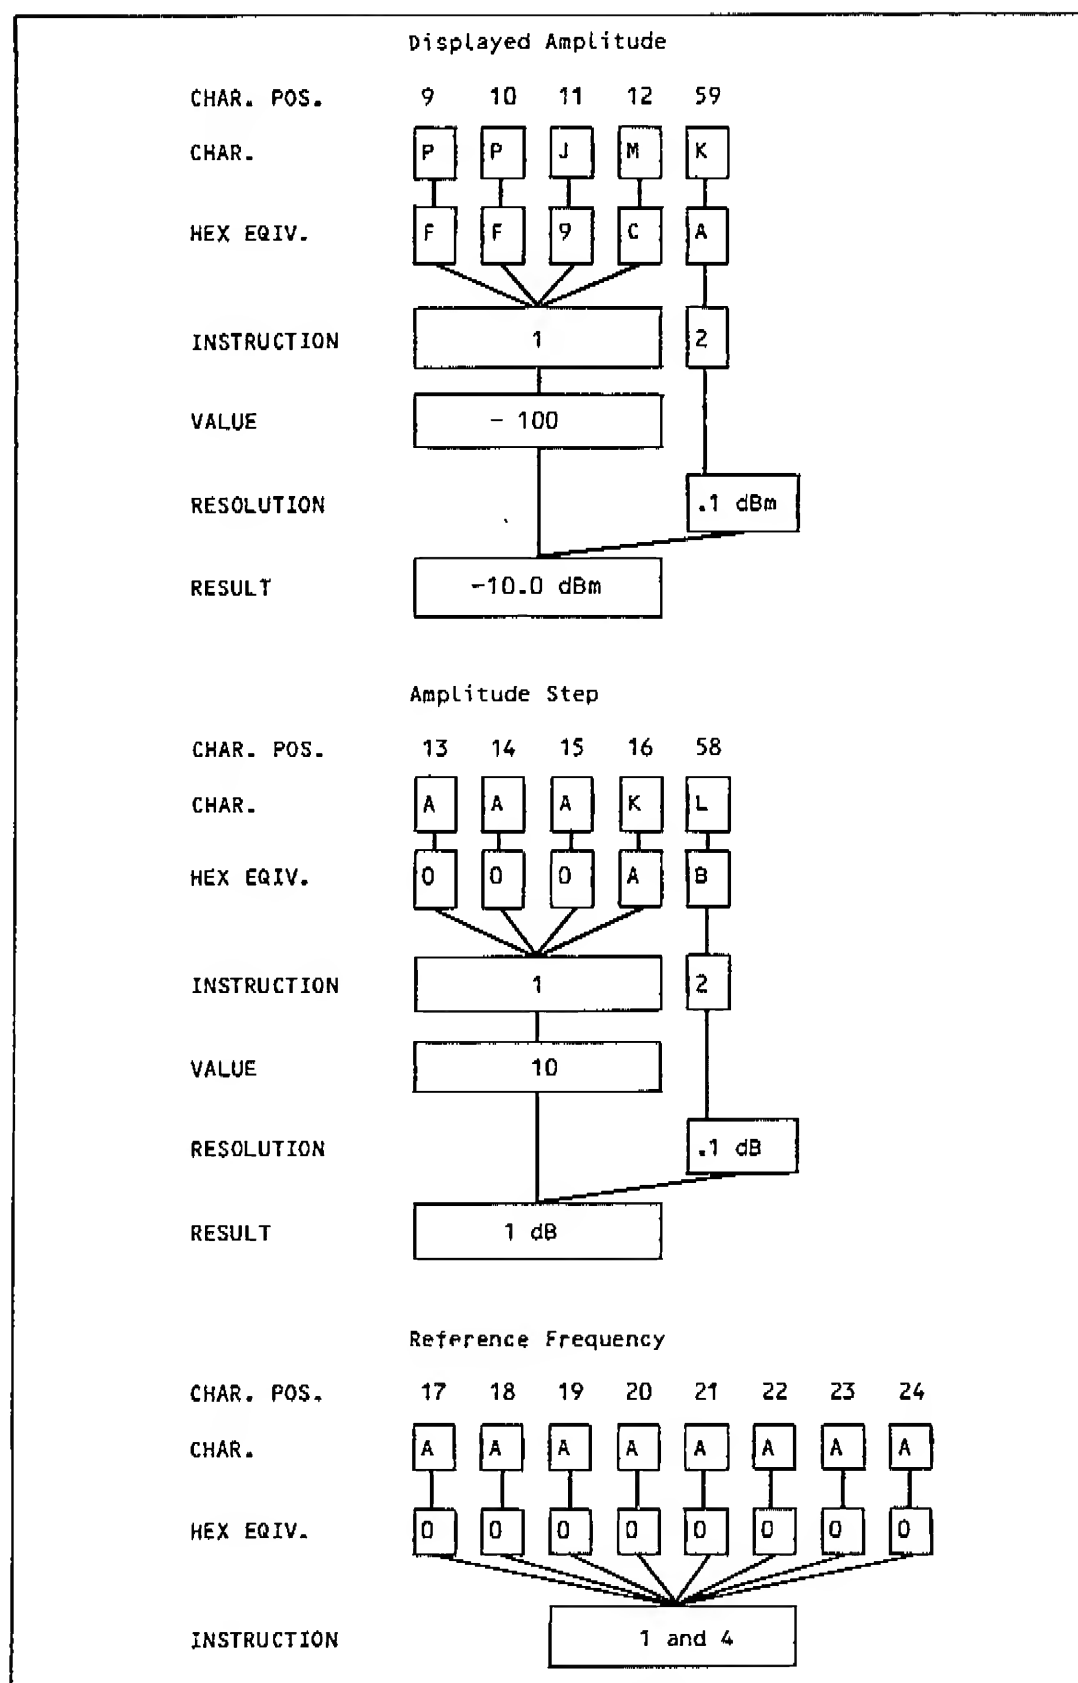 Displayed Amplitude
CHAR. POS. 9 10 11 12 59
CHAR. P P J M K
HEX EQIV. F F 9 C A
INSTRUCTION 1 2
VALUE - 100
RESOLUTION .1 dBm
RESULT -10.0 dBm
Amplitude Step
CHAR. POS. 13 14 15 16 58
CHAR. A A A K L
HEX EQIV. 0 0 0 A B
INSTRUCTION 1 2
VALUE 10
RESOLUTION .1 dB
RESULT 1 dB
Reference Frequency
CHAR. POS. 17 18 19 20 21 22 23 24
CHAR. A A A A A A A A
HEX EQIV. 0 0 0 0 0 0 0 0
INSTRUCTION 1 and 4